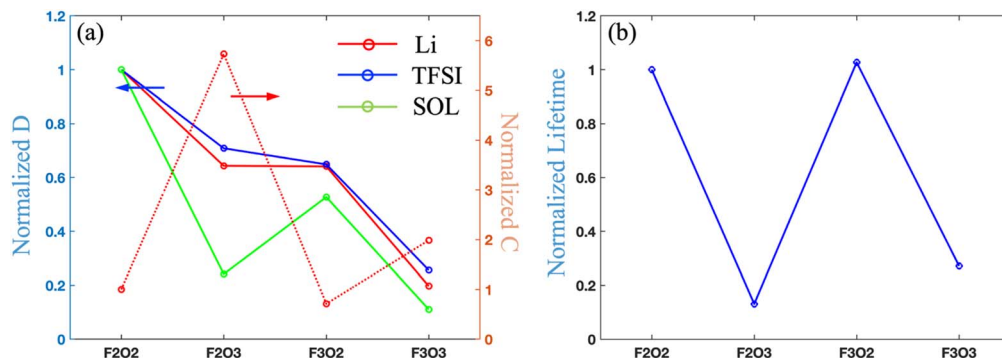 (a)
Li
TFSI
SOL
Normalized D
1.2
1
0.8
0.6
0.4
0.2
0
Normalized C
6
5
4
3
2
1
0
F2O2 F2O3 F3O2 F3O3
(b)
Normalized Lifetime
1.2
1
0.8
0.6
0.4
0.2
0
F2O2 F2O3 F3O2 F3O3